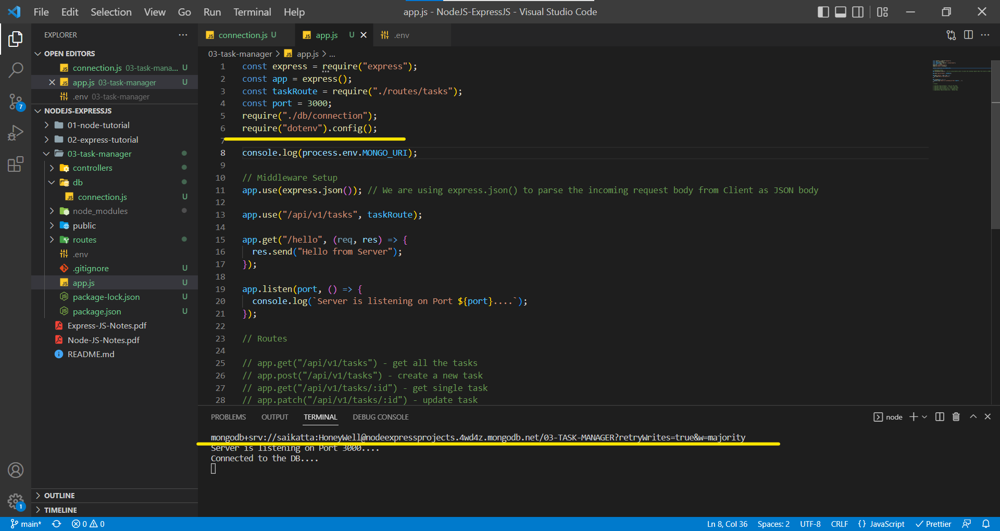 File Edit Selection View Go Run Terminal Help
app.js - NodeJS-ExpressJS - Visual Studio Code
EXPLORER
OPEN EDITORS
connection.js 03-task-mana... U
app.js 03-task-manager U
.env 03-task-manager
NODEJS-EXPRESSJS
01-node-tutorial
02-express-tutorial
03-task-manager
controllers
db
connection.js U
node_modules
public
routes
.env
.gitignore U
app.js U
package-lock.json U
package.json U
Express-JS-Notes.pdf
Node-JS-Notes.pdf
README.md
OUTLINE
TIMELINE
7
1
connection.js U
app.js U
.env
03-task-manager > app.js > ...
1 const express = require("express");
2 const app = express();
3 const taskRoute = require("./routes/tasks");
4 const port = 3000;
5 require("./db/connection");
6 require("dotenv").config();
7
8 console.log(process.env.MONGO_URI);
9
10 // Middleware Setup
11 app.use(express.json()); // We are using express.json() to parse the incoming request body from Client as JSON body
12
13 app.use("/api/v1/tasks", taskRoute);
14
15 app.get("/hello", (req, res) => {
16 res.send("Hello from Server");
17 });
18
19 app.listen(port, () => {
20 console.log(`Server is listening on Port ${port}....`);
21 });
22
23 // Routes
24
25 // app.get("/api/v1/tasks") - get all the tasks
26 // app.post("/api/v1/tasks") - create a new task
27 // app.get("/api/v1/tasks/:id") - get single task
28 // app.patch("/api/v1/tasks/:id") - update task
PROBLEMS OUTPUT TERMINAL DEBUG CONSOLE
node
mongodb+srv://saikatta:HoneyWell@nodeexpressprojects.4wd4z.mongodb.net/03-TASK-MANAGER?retryWrites=true&w=majority
Server is listening on Port 3000....
Connected to the DB....
main* 0 0
Ln 8, Col 36 Spaces: 2 UTF-8 CRLF {} JavaScript Prettier